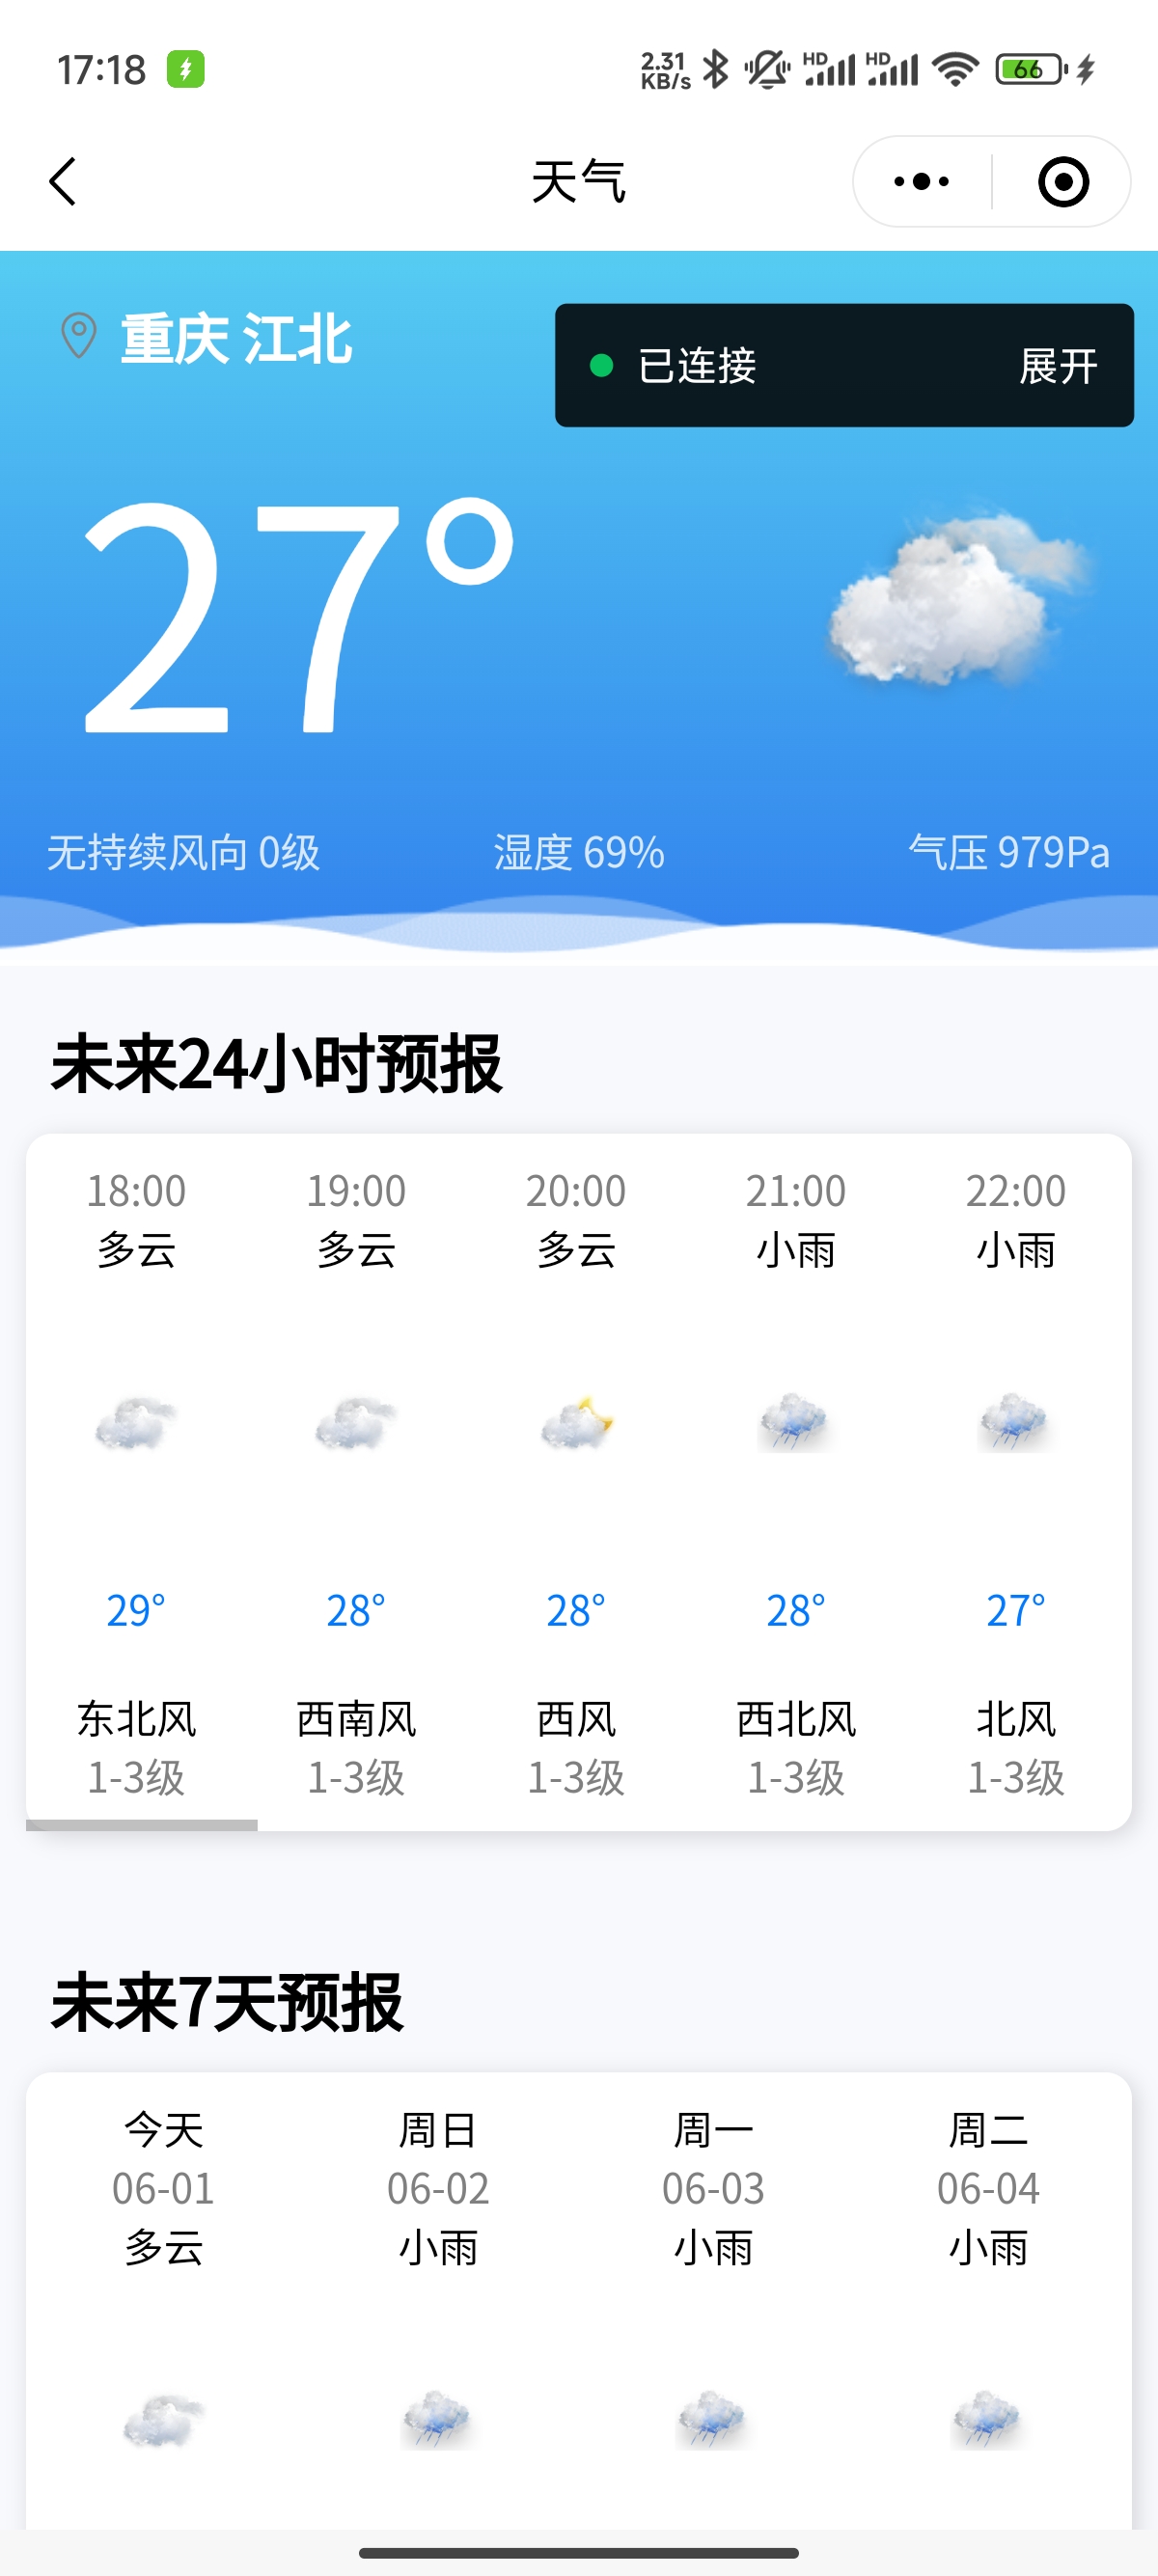 17:18
2.31
KB/s
HD
HD
66
天气
重庆 江北
已连接
展开
27°
无持续风向 0级
湿度 69%
气压 979Pa
未来24小时预报
18:00 19:00 20:00 21:00 22:00
多云 多云 多云 小雨 小雨
29° 28° 28° 28° 27°
东北风 西南风 西风 西北风 北风
1-3级 1-3级 1-3级 1-3级 1-3级
未来7天预报
今天 周日 周一 周二
06-01 06-02 06-03 06-04
多云 小雨 小雨 小雨